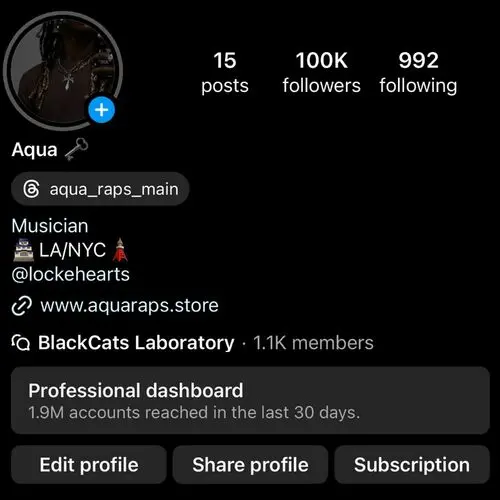 15 100K 992
posts followers following
Aqua 🗝️
aqua_raps_main
Musician
🏯 LA/NYC 🗼
@lockehearts
www.aquaraps.store
BlackCats Laboratory · 1.1K members
Professional dashboard
1.9M accounts reached in the last 30 days.
Edit profile Share profile Subscription